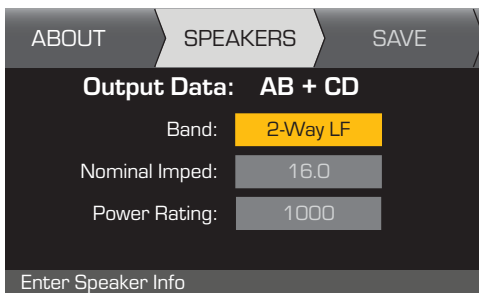 ABOUT SPEAKERS SAVE
Output Data: AB + CD
Band: 2-Way LF
Nominal Imped: 16.0
Power Rating: 1000
Enter Speaker Info